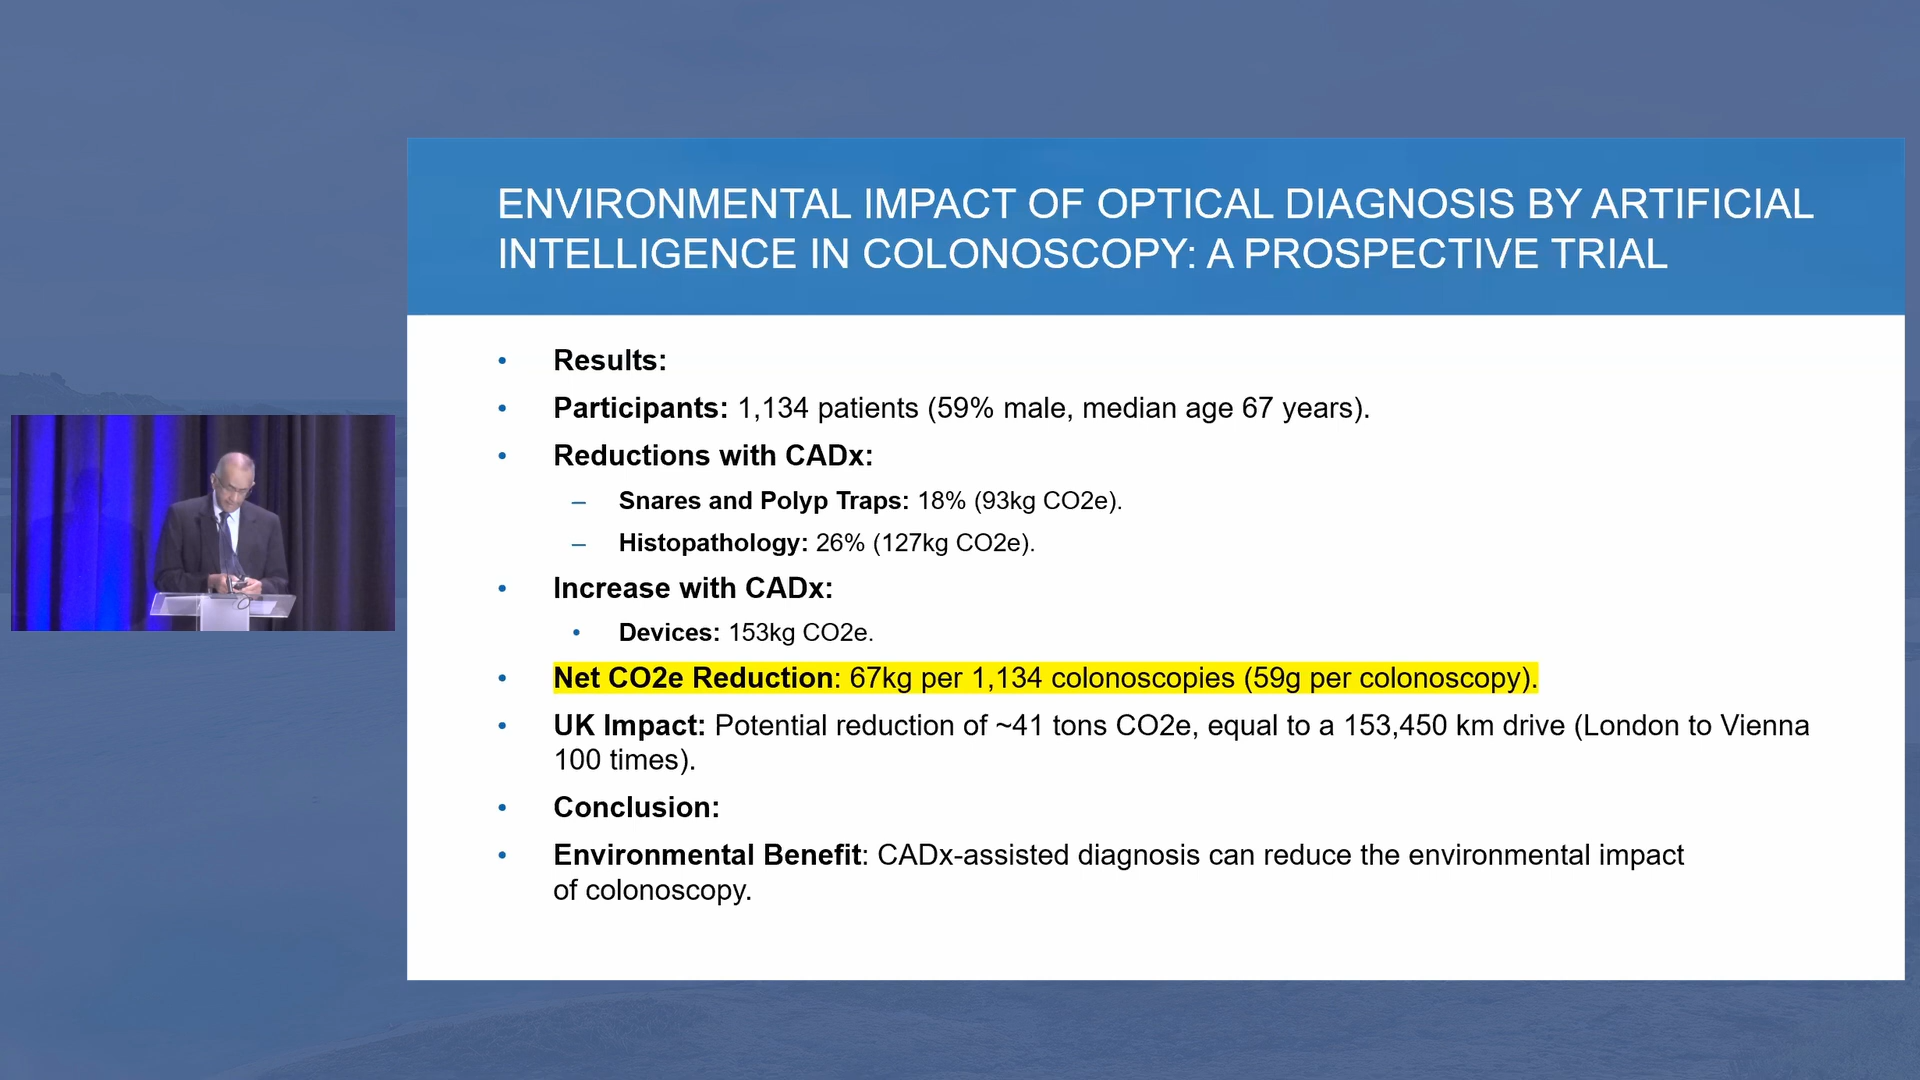 ENVIRONMENTAL IMPACT OF OPTICAL DIAGNOSIS BY ARTIFICIAL
INTELLIGENCE IN COLONOSCOPY: A PROSPECTIVE TRIAL
• Results:
• Participants: 1,134 patients (59% male, median age 67 years).
• Reductions with CADx:
– Snares and Polyp Traps: 18% (93kg CO2e).
– Histopathology: 26% (127kg CO2e).
• Increase with CADx:
• Devices: 153kg CO2e.
• Net CO2e Reduction: 67kg per 1,134 colonoscopies (59g per colonoscopy).
• UK Impact: Potential reduction of ~41 tons CO2e, equal to a 153,450 km drive (London to Vienna
100 times).
• Conclusion:
• Environmental Benefit: CADx-assisted diagnosis can reduce the environmental impact
of colonoscopy.